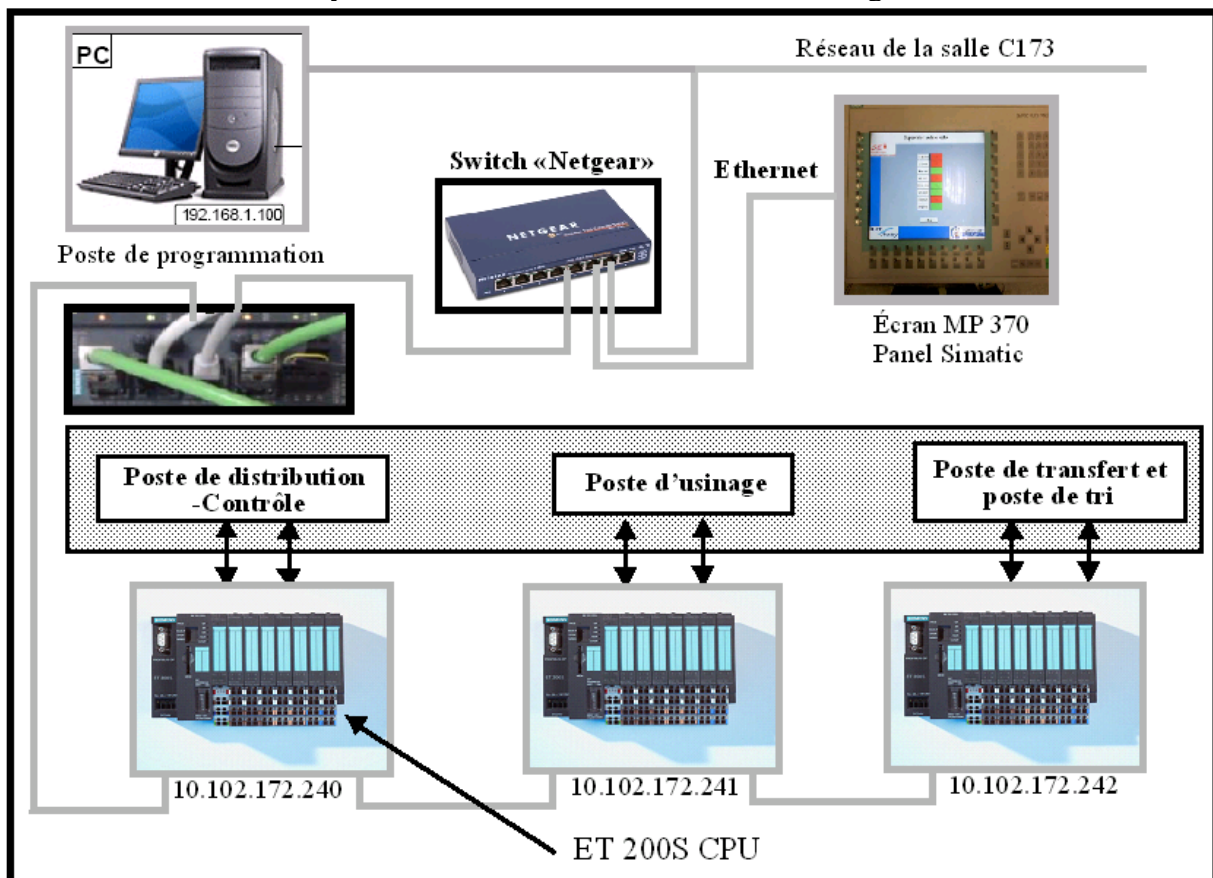 Réseau de la salle C173
PC
192.168.1.100
Poste de programmation
Switch «Netgear»
NETGEAR
Ethernet
Écran MP 370
Panel Simatic
Poste de distribution
-Contrôle
Poste d’usinage
Poste de transfert et
poste de tri
10.102.172.240
10.102.172.241
10.102.172.242
ET 200S CPU